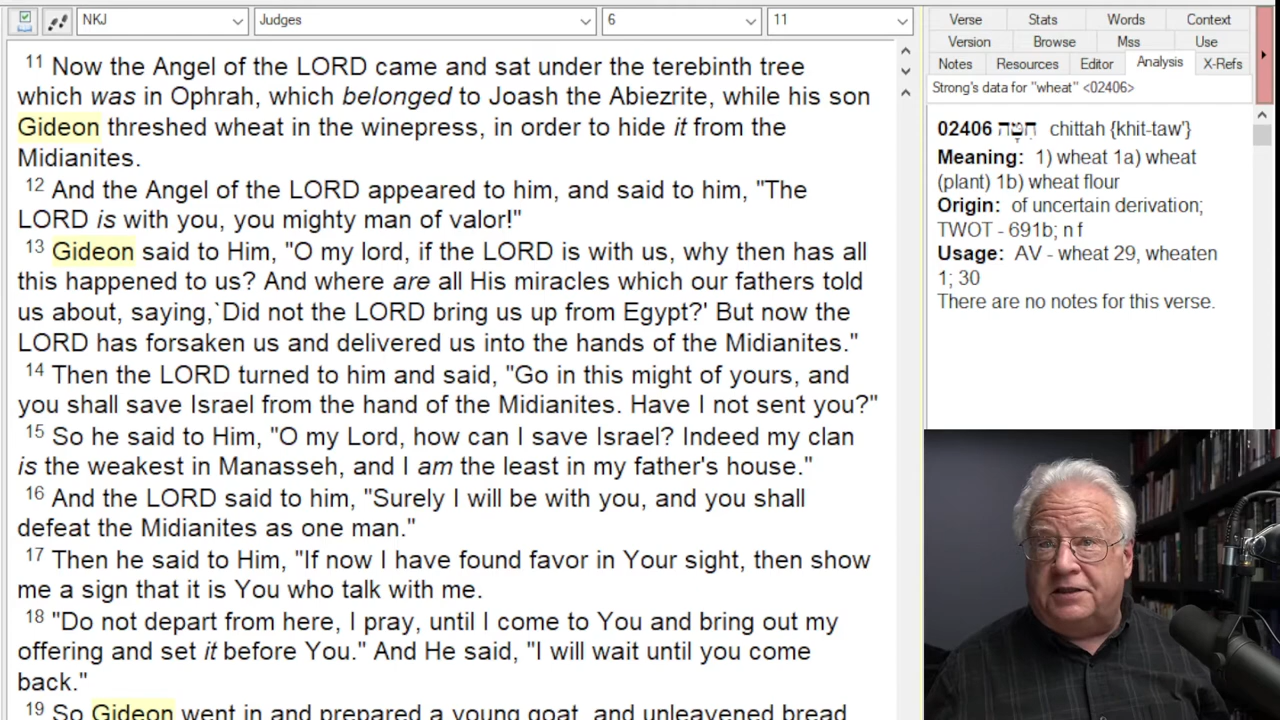 NKJ Judges 6 11
11 Now the Angel of the LORD came and sat under the terebinth tree
which was in Ophrah, which belonged to Joash the Abiezrite, while his son
Gideon threshed wheat in the winepress, in order to hide it from the
Midianites.
12 And the Angel of the LORD appeared to him, and said to him, "The
LORD is with you, you mighty man of valor!"
13 Gideon said to Him, "O my lord, if the LORD is with us, why then has all
this happened to us? And where are all His miracles which our fathers told
us about, saying,`Did not the LORD bring us up from Egypt?' But now the
LORD has forsaken us and delivered us into the hands of the Midianites."
14 Then the LORD turned to him and said, "Go in this might of yours, and
you shall save Israel from the hand of the Midianites. Have I not sent you?"
15 So he said to Him, "O my Lord, how can I save Israel? Indeed my clan
is the weakest in Manasseh, and I am the least in my father's house."
16 And the LORD said to him, "Surely I will be with you, and you shall
defeat the Midianites as one man."
17 Then he said to Him, "If now I have found favor in Your sight, then show
me a sign that it is You who talk with me.
18 "Do not depart from here, I pray, until I come to You and bring out my
offering and set it before You." And He said, "I will wait until you come
back."
19 So Gideon went in and prepared a young goat, and unleavened bread
Verse Stats Words Context
Version Browse Mss Use
Notes Resources Editor Analysis X-Refs
Strong's data for "wheat" <02406>
02406 חִטָּה chittah {khit-taw'}
Meaning: 1) wheat 1a) wheat
(plant) 1b) wheat flour
Origin: of uncertain derivation;
TWOT - 691b; n f
Usage: AV - wheat 29, wheaten
1; 30
There are no notes for this verse.